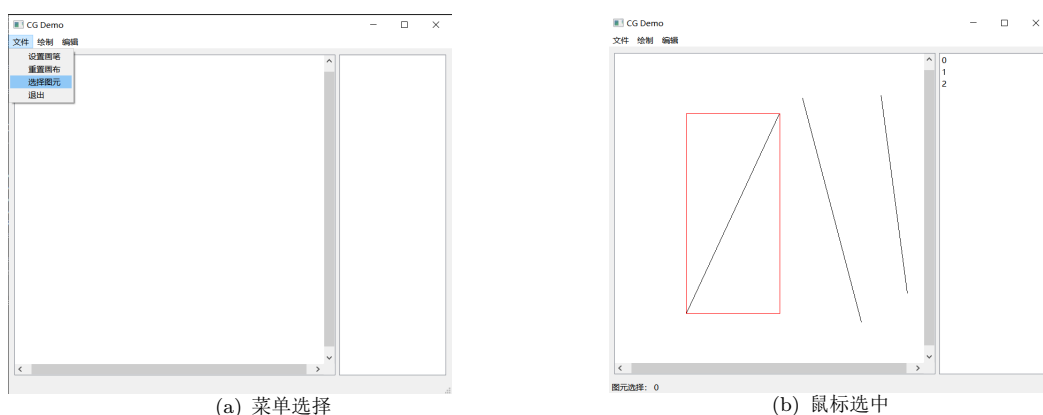 CG Demo
文件 绘制 编辑
设置画笔
重置画布
选择图元
退出
(a) 菜单选择
CG Demo
文件 绘制 编辑
0
1
2
图元选择： 0
(b) 鼠标选中